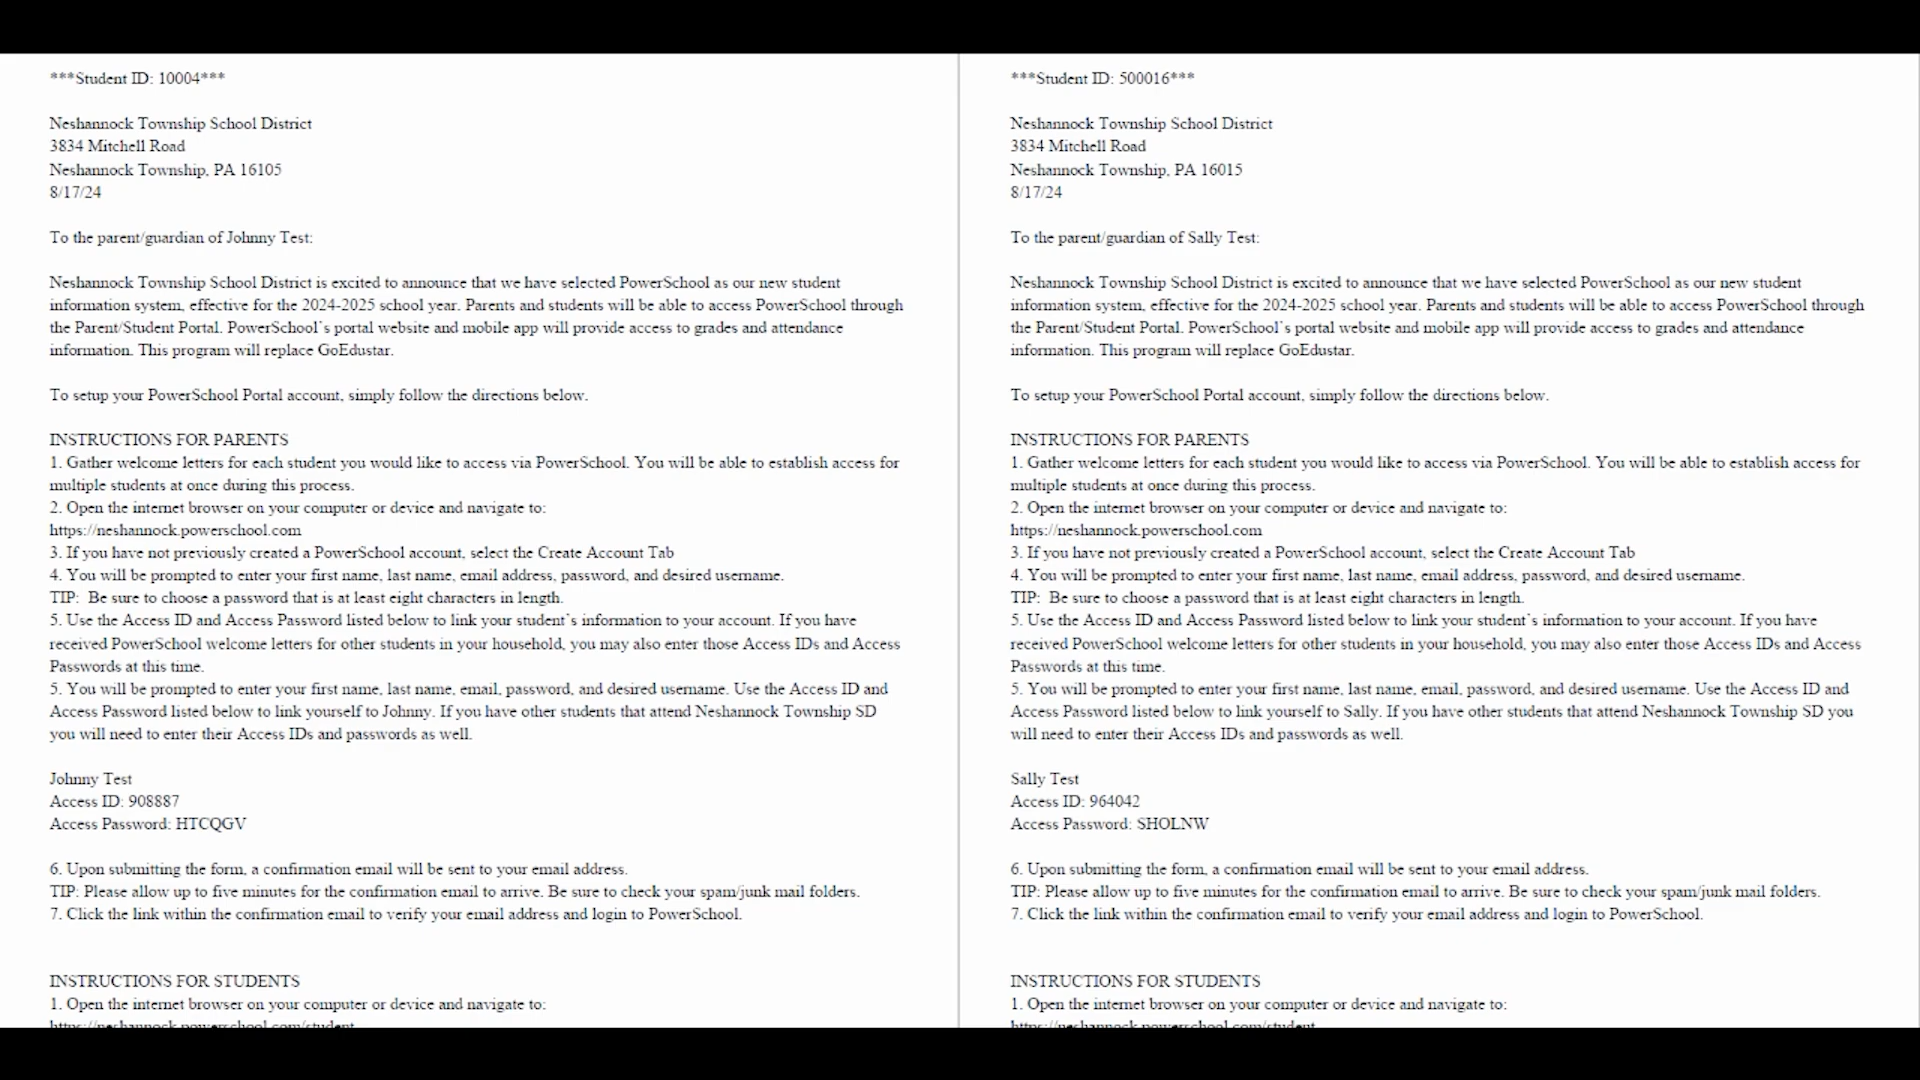 ***Student ID: 10004***
Neshannock Township School District
3834 Mitchell Road
Neshannock Township, PA 16105
8/17/24
To the parent/guardian of Johnny Test:
Neshannock Township School District is excited to announce that we have selected PowerSchool as our new student
information system, effective for the 2024-2025 school year. Parents and students will be able to access PowerSchool through
the Parent/Student Portal. PowerSchool`s portal website and mobile app will provide access to grades and attendance
information. This program will replace GoEdustar.
To setup your PowerSchool Portal account, simply follow the directions below.
INSTRUCTIONS FOR PARENTS
1. Gather welcome letters for each student you would like to access via PowerSchool. You will be able to establish access for
multiple students at once during this process.
2. Open the internet browser on your computer or device and navigate to:
https://neshannock.powerschool.com
3. If you have not previously created a PowerSchool account, select the Create Account Tab
4. You will be prompted to enter your first name, last name, email address, password, and desired username.
TIP:  Be sure to choose a password that is at least eight characters in length.
5. Use the Access ID and Access Password listed below to link your student`s information to your account. If you have
received PowerSchool welcome letters for other students in your household, you may also enter those Access IDs and Access
Passwords at this time.
5. You will be prompted to enter your first name, last name, email, password, and desired username. Use the Access ID and
Access Password listed below to link yourself to Johnny. If you have other students that attend Neshannock Township SD
you will need to enter their Access IDs and passwords as well.
Johnny Test
Access ID: 908887
Access Password: HTCQGV
6. Upon submitting the form, a confirmation email will be sent to your email address.
TIP: Please allow up to five minutes for the confirmation email to arrive. Be sure to check your spam/junk mail folders.
7. Click the link within the confirmation email to verify your email address and login to PowerSchool.
INSTRUCTIONS FOR STUDENTS
1. Open the internet browser on your computer or device and navigate to:
https://neshannock.powerschool.com/student
***Student ID: 500016***
Neshannock Township School District
3834 Mitchell Road
Neshannock Township, PA 16015
8/17/24
To the parent/guardian of Sally Test:
Neshannock Township School District is excited to announce that we have selected PowerSchool as our new student
information system, effective for the 2024-2025 school year. Parents and students will be able to access PowerSchool through
the Parent/Student Portal. PowerSchool`s portal website and mobile app will provide access to grades and attendance
information. This program will replace GoEdustar.
To setup your PowerSchool Portal account, simply follow the directions below.
INSTRUCTIONS FOR PARENTS
1. Gather welcome letters for each student you would like to access via PowerSchool. You will be able to establish access for
multiple students at once during this process.
2. Open the internet browser on your computer or device and navigate to:
https://neshannock.powerschool.com
3. If you have not previously created a PowerSchool account, select the Create Account Tab
4. You will be prompted to enter your first name, last name, email address, password, and desired username.
TIP:  Be sure to choose a password that is at least eight characters in length.
5. Use the Access ID and Access Password listed below to link your student`s information to your account. If you have
received PowerSchool welcome letters for other students in your household, you may also enter those Access IDs and Access
Passwords at this time.
5. You will be prompted to enter your first name, last name, email, password, and desired username. Use the Access ID and
Access Password listed below to link yourself to Sally. If you have other students that attend Neshannock Township SD you
will need to enter their Access IDs and passwords as well.
Sally Test
Access ID: 964042
Access Password: SHOLNW
6. Upon submitting the form, a confirmation email will be sent to your email address.
TIP: Please allow up to five minutes for the confirmation email to arrive. Be sure to check your spam/junk mail folders.
7. Click the link within the confirmation email to verify your email address and login to PowerSchool.
INSTRUCTIONS FOR STUDENTS
1. Open the internet browser on your computer or device and navigate to:
https://neshannock.powerschool.com/student